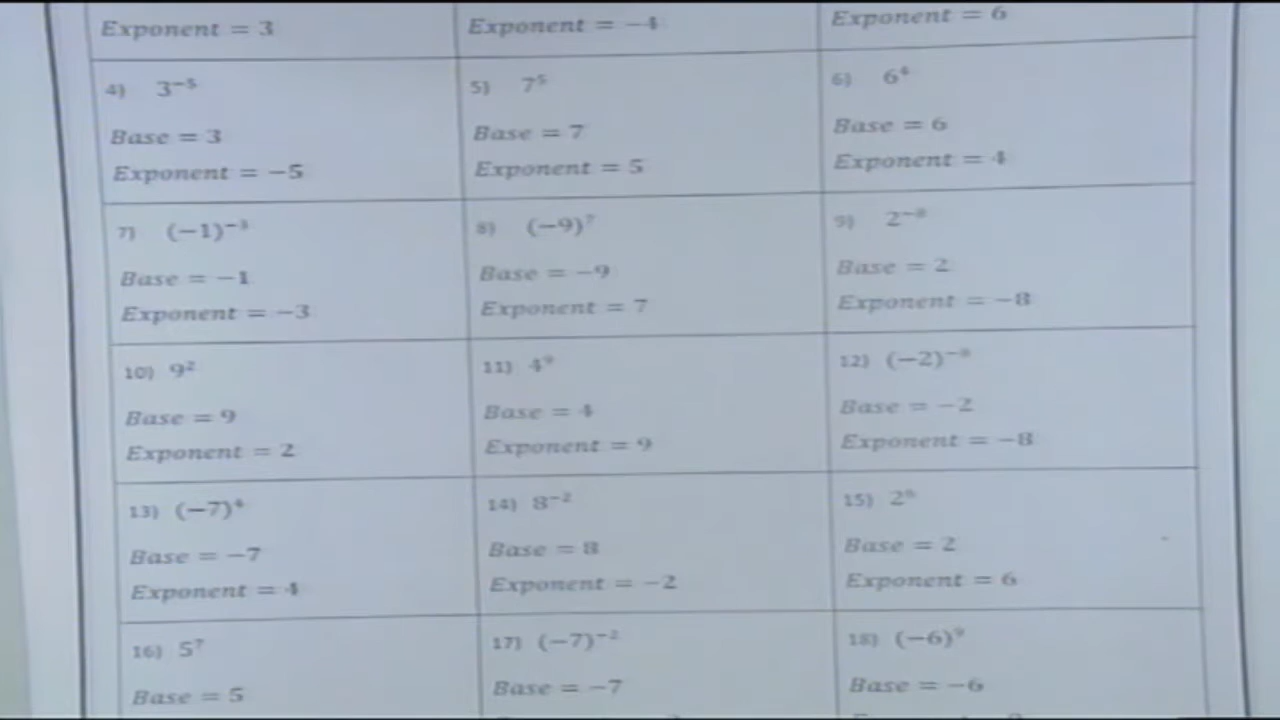 Exponent = 3
Exponent = −4
Exponent = 6
4) 3⁻⁵
Base = 3
Exponent = −5
5) 7⁵
Base = 7
Exponent = 5
6) 6⁴
Base = 6
Exponent = 4
7) (−1)⁻³
Base = −1
Exponent = −3
8) (−9)⁷
Base = −9
Exponent = 7
9) 2⁻⁸
Base = 2
Exponent = −8
10) 9²
Base = 9
Exponent = 2
11) 4⁹
Base = 4
Exponent = 9
12) (−2)⁻⁸
Base = −2
Exponent = −8
13) (−7)⁴
Base = −7
Exponent = 4
14) 8⁻²
Base = 8
Exponent = −2
15) 2⁶
Base = 2
Exponent = 6
16) 5⁷
Base = 5
17) (−7)⁻²
Base = −7
18) (−6)⁹
Base = −6